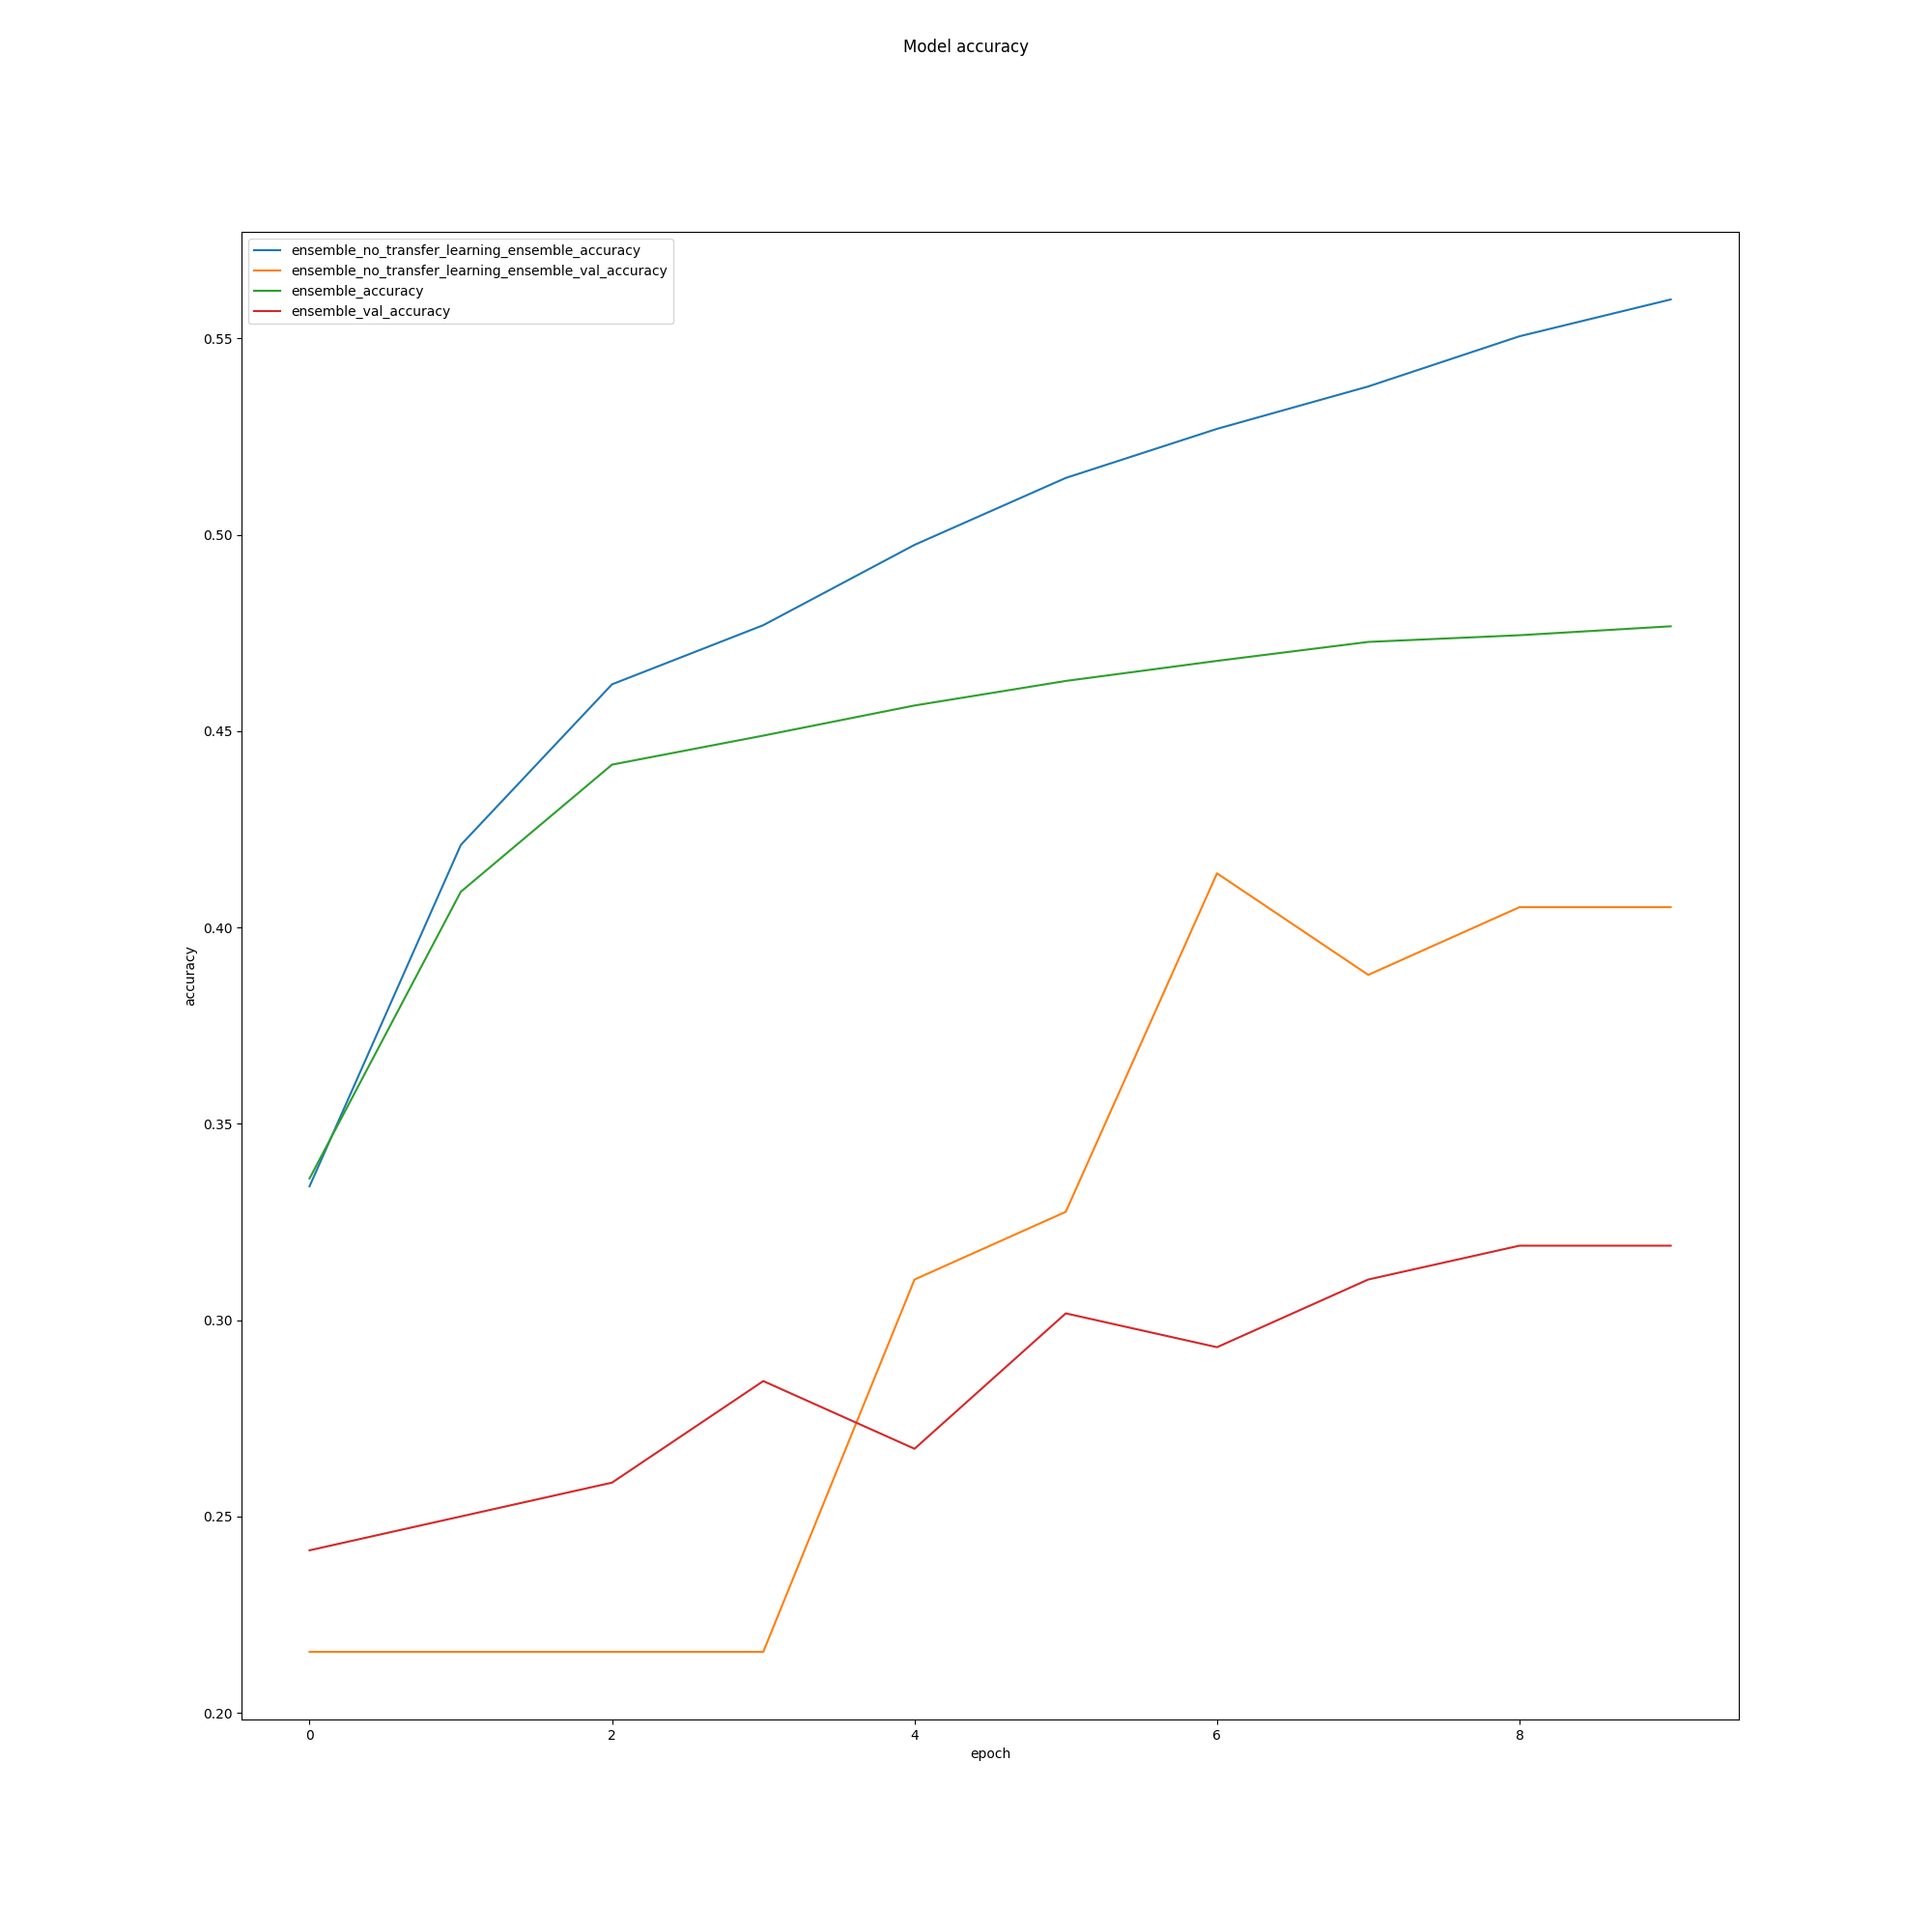 Model accuracy
ensemble_no_transfer_learning_ensemble_accuracy
ensemble_no_transfer_learning_ensemble_val_accuracy
ensemble_accuracy
ensemble_val_accuracy
0.55
0.50
0.45
0.40
0.35
0.30
0.25
0.20
accuracy
0 2 4 6 8
epoch